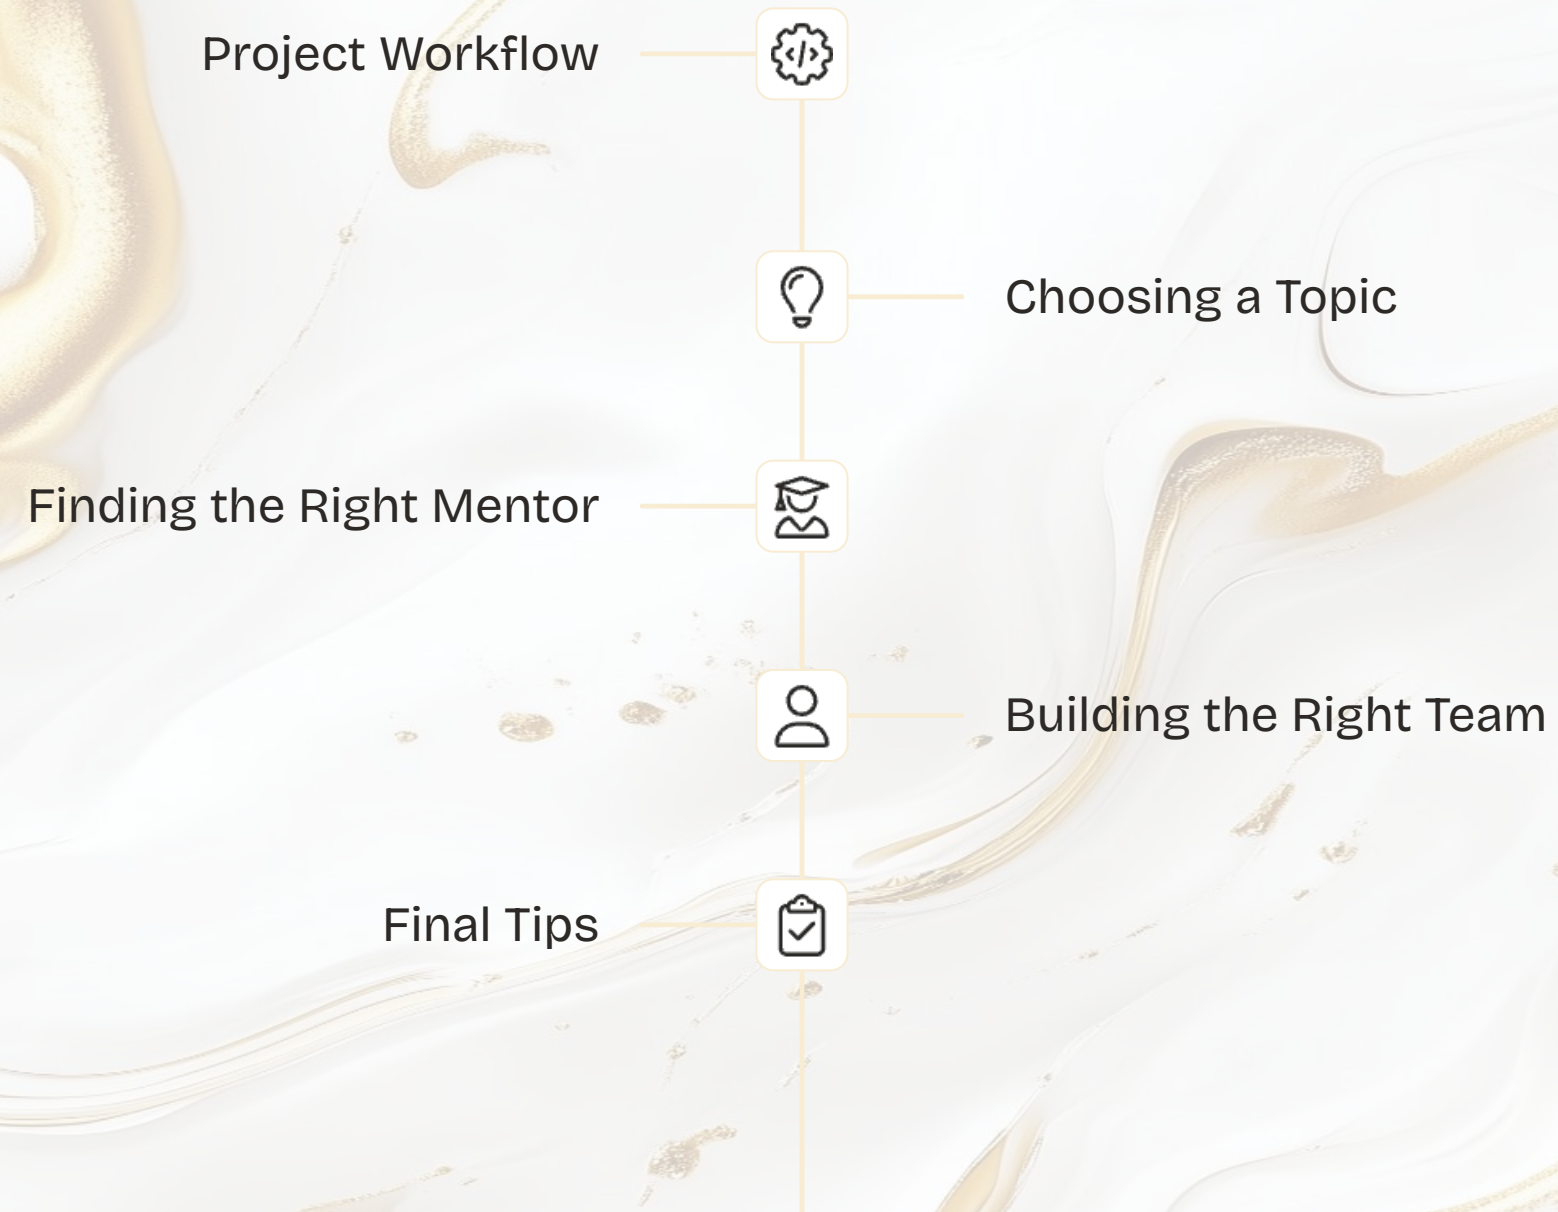 Project Workflow
Choosing a Topic
Finding the Right Mentor
Building the Right Team
Final Tips